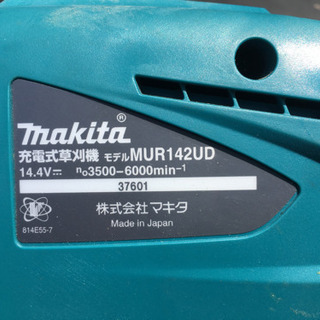 makita
充電式草刈機 モデルMUR142UD
14.4V⎓ n₀3500-6000min⁻¹
37601
株式会社マキタ
Made in Japan
814E55-7